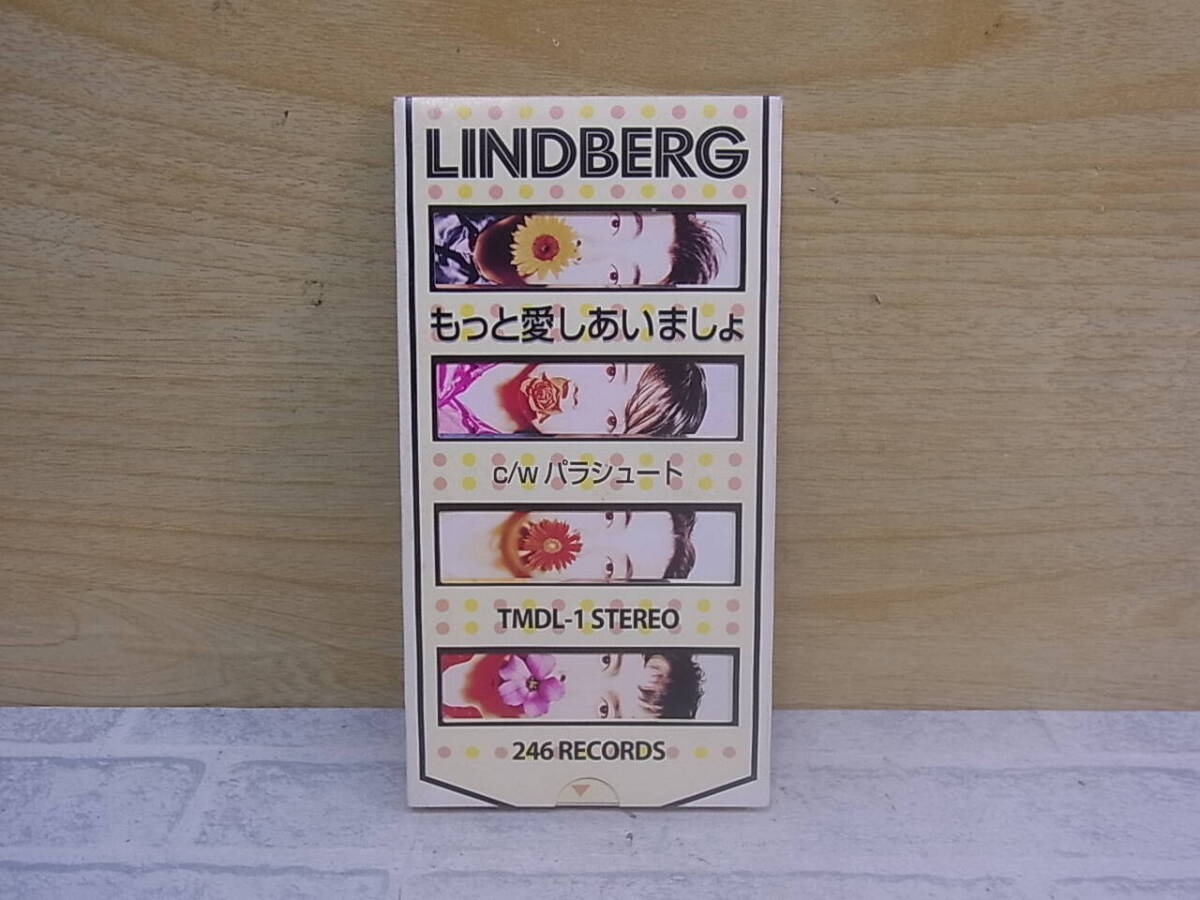 LINDBERG
もっと愛しあいましょ
c/w パラシュート
TMDL-1 STEREO
246 RECORDS